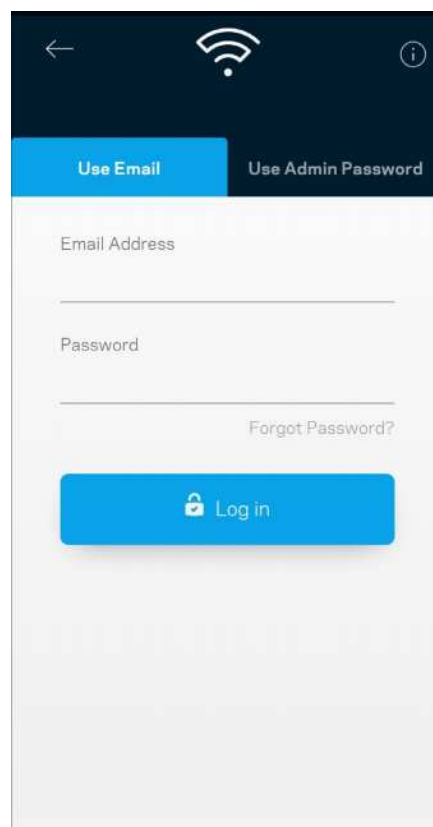 Use Email
Use Admin Password
Email Address
Password
Forgot Password?
Log in